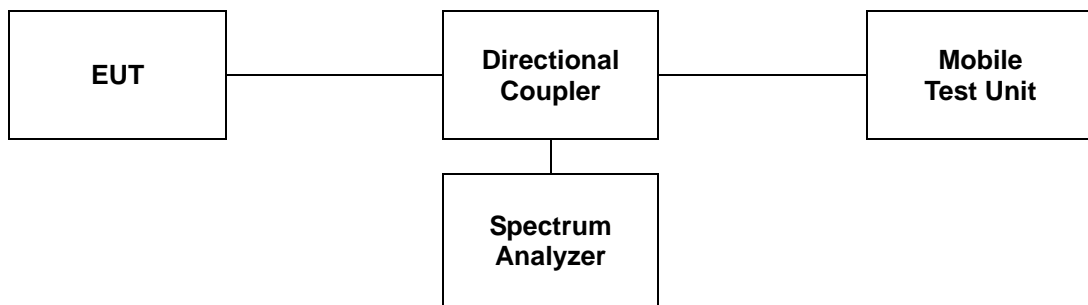 EUT
Directional
Coupler
Mobile
Test Unit
Spectrum
Analyzer